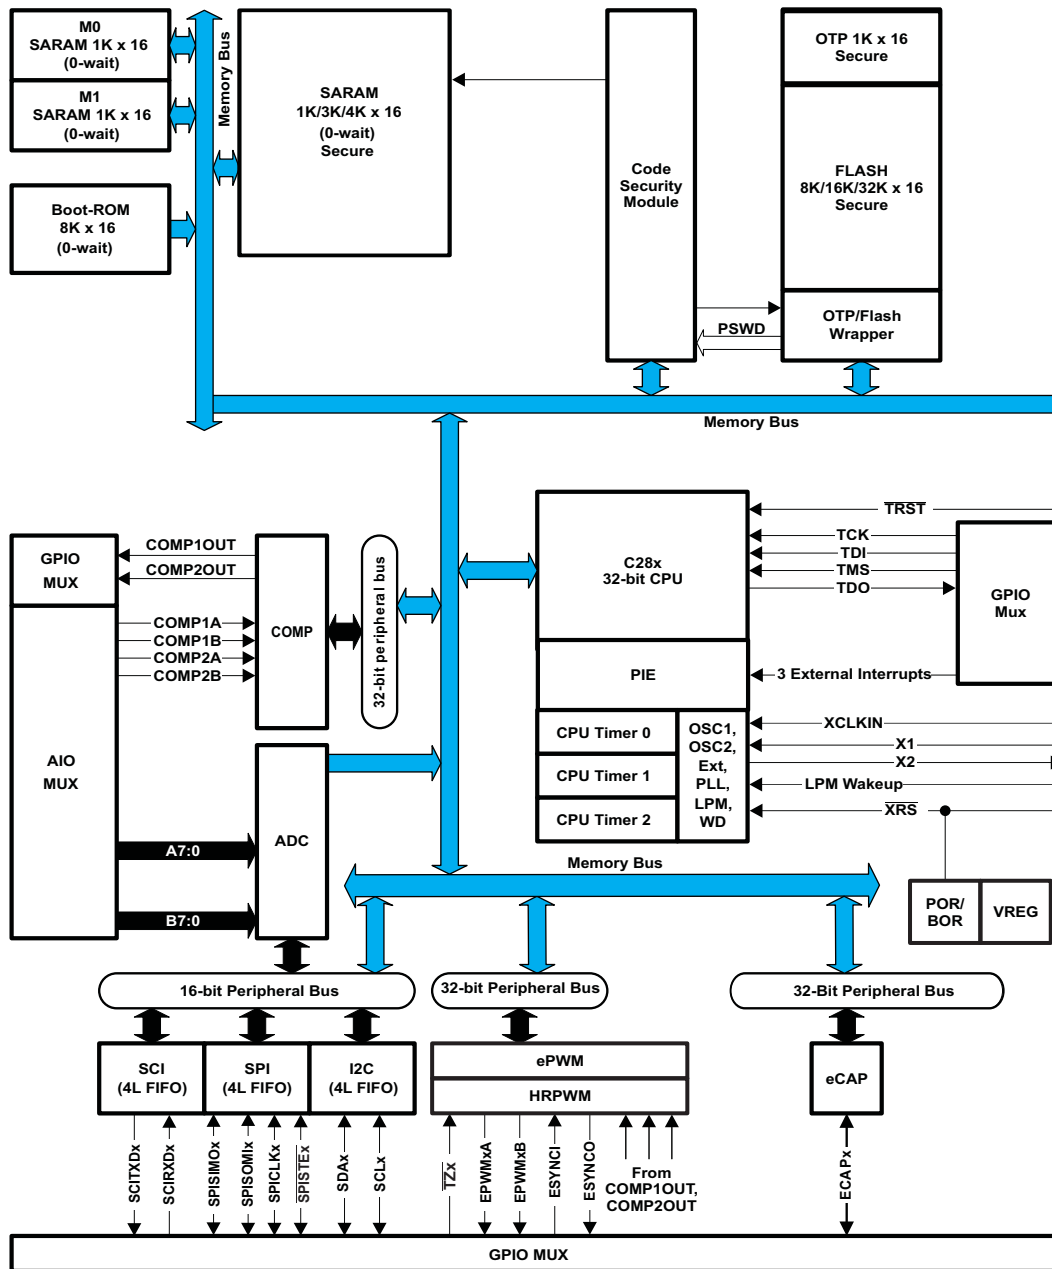 M0
SARAM 1K x 16
(0-wait)
M1
SARAM 1K x 16
(0-wait)
Boot-ROM
8K x 16
(0-wait)
Memory Bus
SARAM
1K/3K/4K x 16
(0-wait)
Secure
Code
Security
Module
OTP 1K x 16
Secure
FLASH
8K/16K/32K x 16
Secure
OTP/Flash
Wrapper
PSWD
Memory Bus
GPIO
MUX
COMP1OUT
COMP2OUT
COMP1A
COMP1B
COMP2A
COMP2B
COMP
32-bit peripheral bus
AIO
MUX
A7:0
B7:0
ADC
C28x
32-bit CPU
PIE
CPU Timer 0
CPU Timer 1
CPU Timer 2
OSC1,
OSC2,
Ext,
PLL,
LPM,
WD
TRST
TCK
TDI
TMS
TDO
GPIO
Mux
3 External Interrupts
XCLKIN
X1
X2
LPM Wakeup
XRS
POR/
BOR
VREG
Memory Bus
16-bit Peripheral Bus
32-bit Peripheral Bus
32-Bit Peripheral Bus
SCI
(4L FIFO)
SPI
(4L FIFO)
I2C
(4L FIFO)
ePWM
HRPWM
eCAP
SCITXDx
SCIRXDx
SPISIMOx
SPISOMIx
SPICLKx
SPISTEx
SDAx
SCLx
TZx
EPWMxA
EPWMxB
ESYNCI
ESYNCO
From
COMP1OUT,
COMP2OUT
ECAPx
GPIO MUX